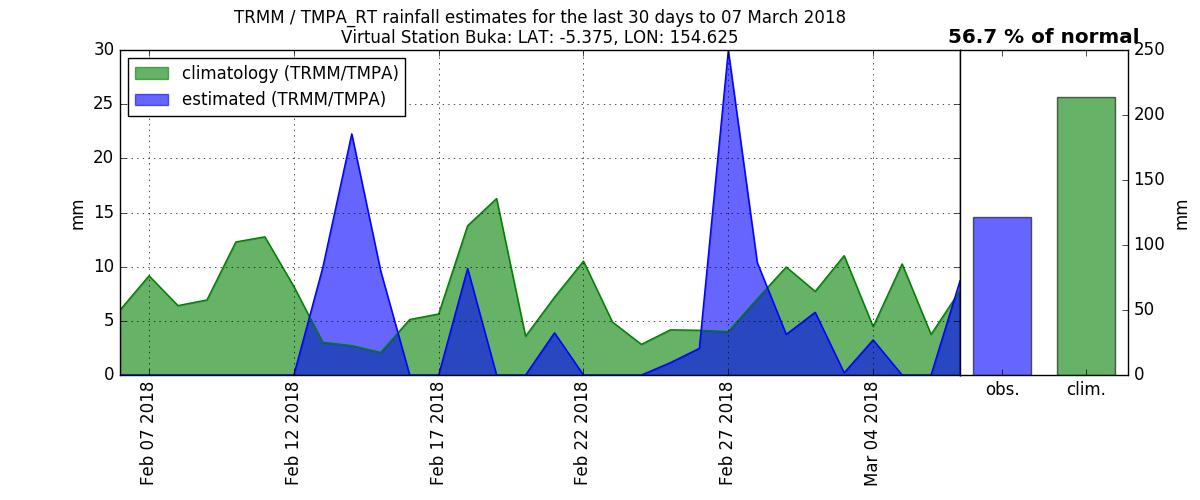 TRMM / TMPA_RT rainfall estimates for the last 30 days to 07 March 2018
Virtual Station Buka: LAT: -5.375, LON: 154.625
56.7 % of normal
climatology (TRMM/TMPA)
estimated (TRMM/TMPA)
mm
30
25
20
15
10
5
0
Feb 07 2018
Feb 12 2018
Feb 17 2018
Feb 22 2018
Feb 27 2018
Mar 04 2018
obs.
clim.
250
200
150
100
50
0
mm